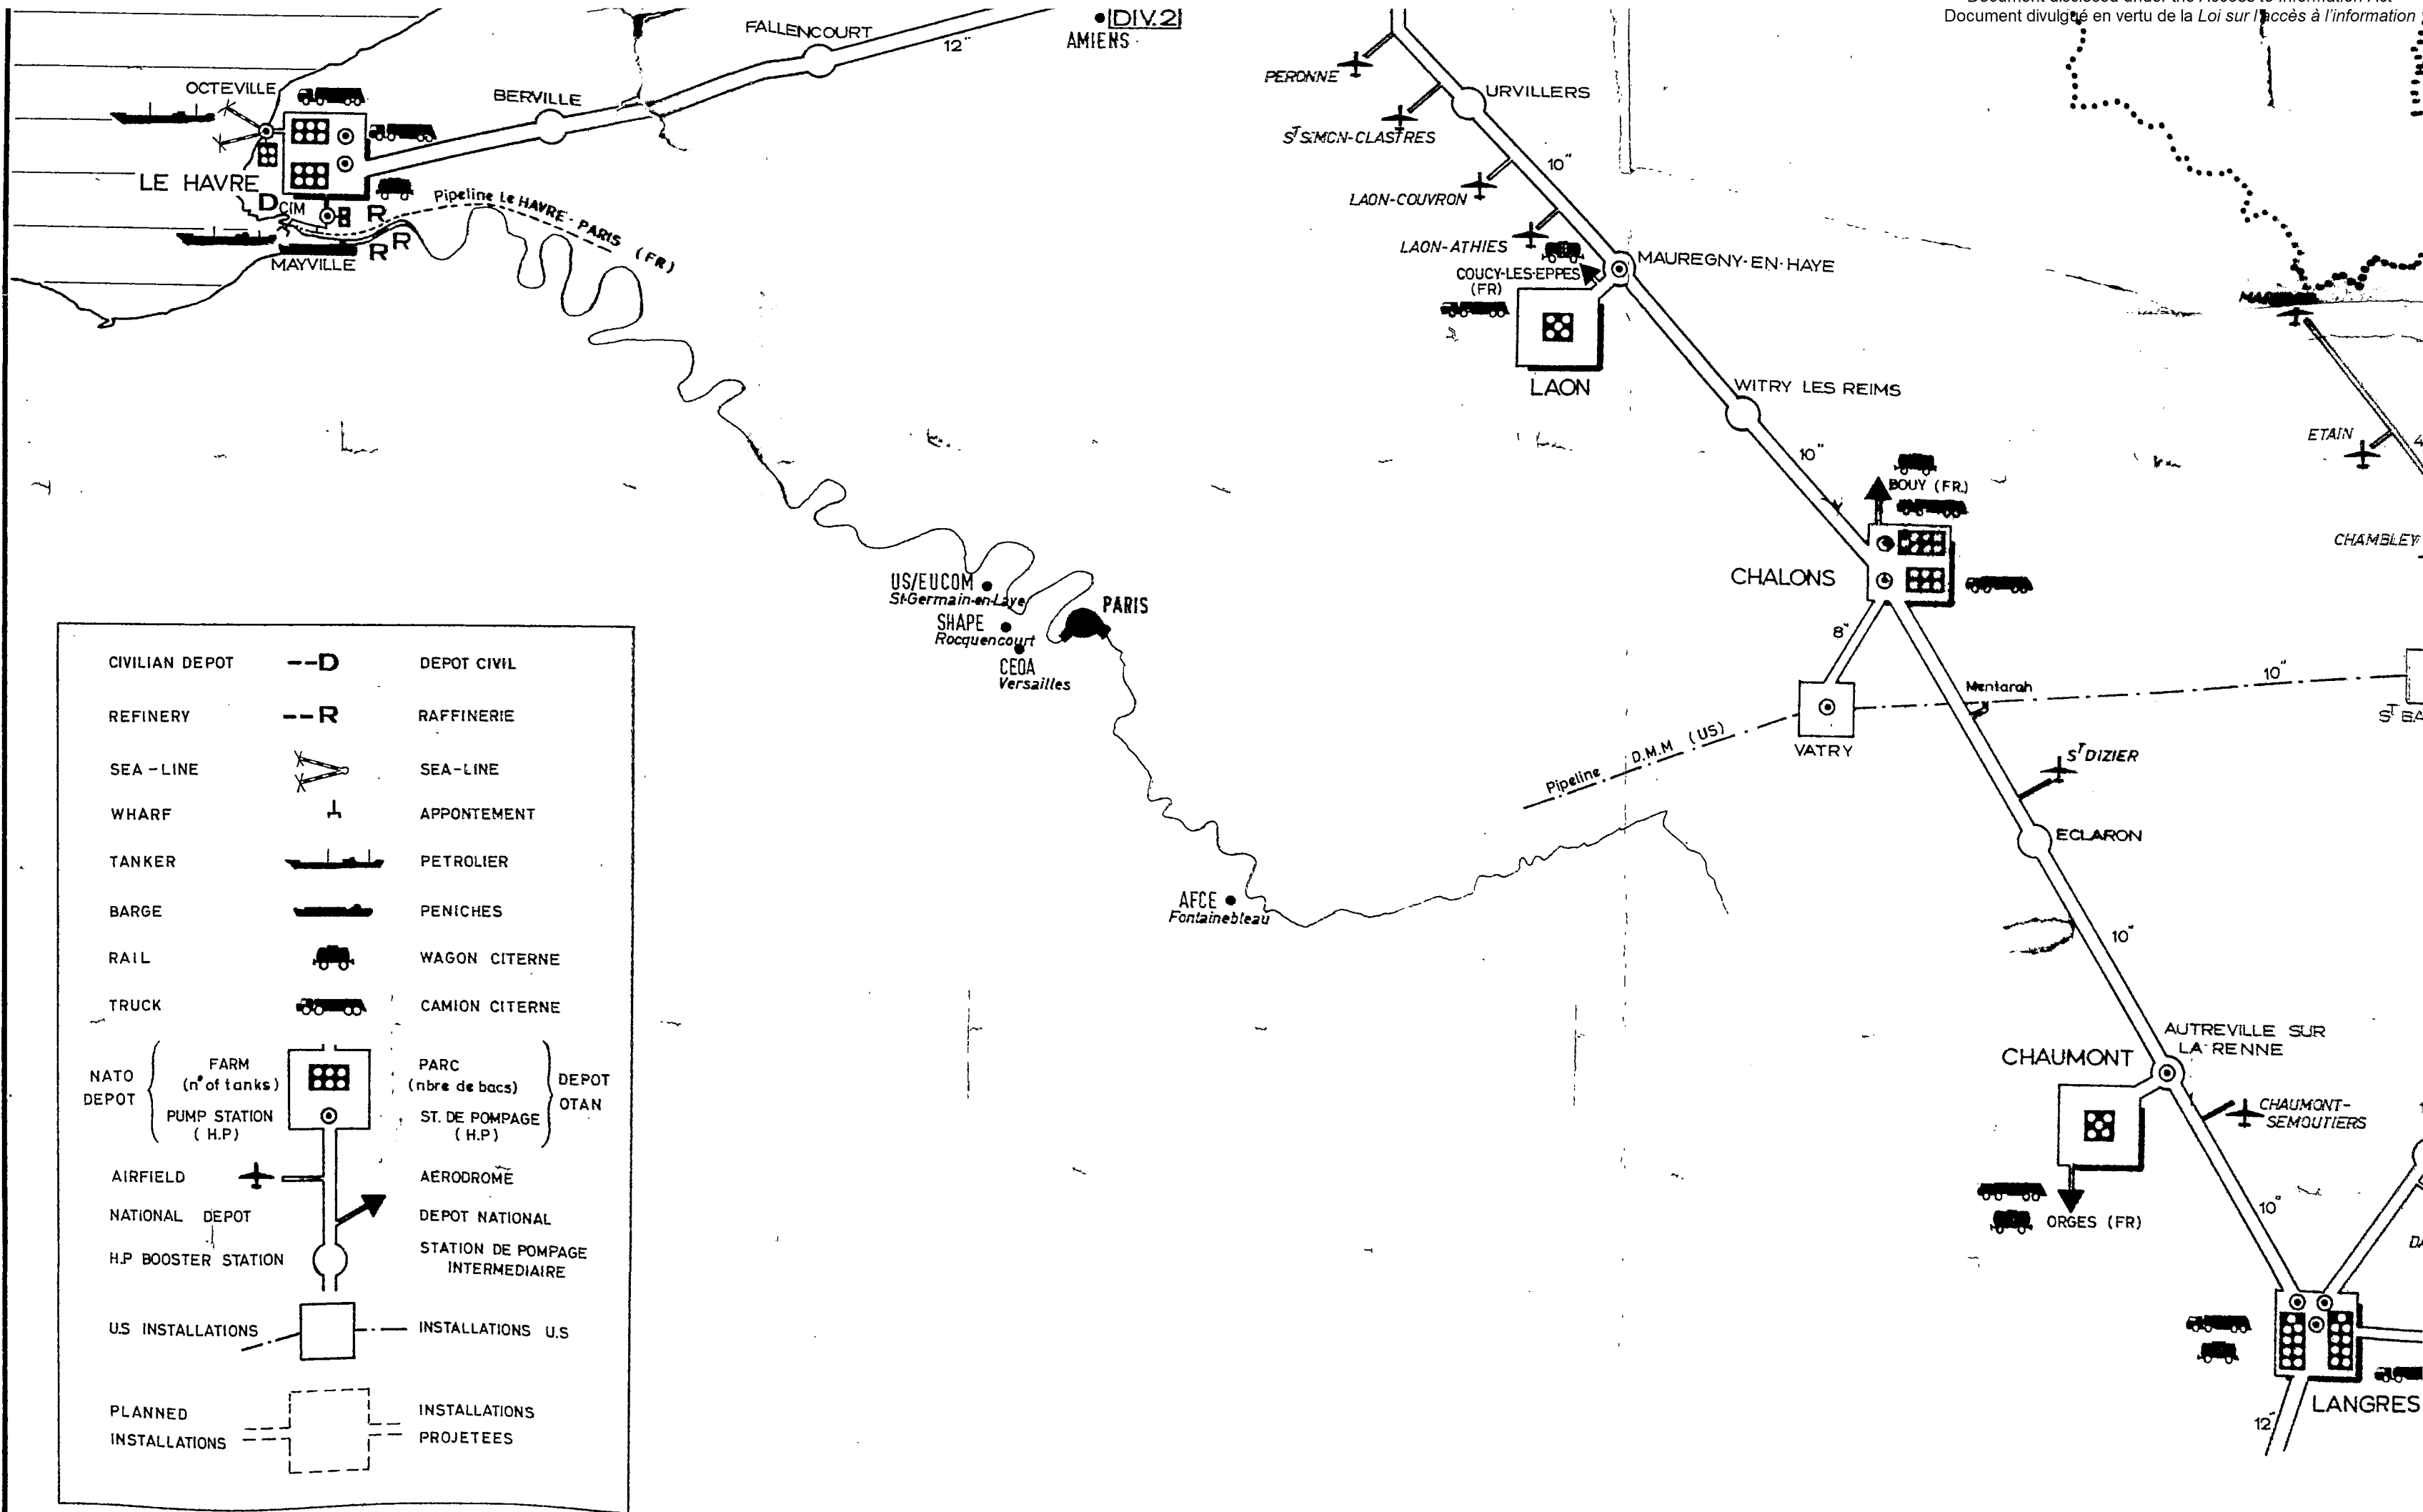 Document divulgué en vertu de la Loi sur l'accès à l'information
DIV.2
AMIENS
FALLENCOURT
12"
BERVILLE
OCTEVILLE
LE HAVRE
D
CIM
R
R
R
MAYVILLE
Pipeline Le HAVRE - PARIS (FR)
PERONNE
URVILLERS
ST SIMON-CLASTRES
10"
LAON-COUVRON
LAON-ATHIES
COUCY-LES-EPPES
(FR)
MAUREGNY-EN-HAYE
LAON
WITRY LES REIMS
10"
ETAIN
BOUY (FR.)
CHAMBLEY
CHALONS
8"
US/EUCOM
St-Germain-en-Laye
SHAPE
Rocquencourt
CEOA
Versailles
PARIS
Mentarah
10"
VATRY
Pipeline D.M.M (US)
ST DIZIER
ECLARON
AFCE
Fontainebleau
10"
AUTREVILLE SUR
LA RENNE
CHAUMONT
CHAUMONT-
SEMOUTIERS
ORGES (FR)
10"
LANGRES
12"
CIVILIAN DEPOT --D DEPOT CIVIL
REFINERY --R RAFFINERIE
SEA-LINE SEA-LINE
WHARF APPONTEMENT
TANKER PETROLIER
BARGE PENICHES
RAIL WAGON CITERNE
TRUCK CAMION CITERNE
NATO
DEPOT
FARM
(n° of tanks)
PUMP STATION
(H.P)
PARC
(nbre de bacs)
ST. DE POMPAGE
(H.P)
DEPOT
OTAN
AIRFIELD AERODROME
NATIONAL DEPOT DEPOT NATIONAL
H.P BOOSTER STATION
STATION DE POMPAGE
INTERMEDIAIRE
U.S INSTALLATIONS INSTALLATIONS U.S
PLANNED
INSTALLATIONS
INSTALLATIONS
PROJETEES